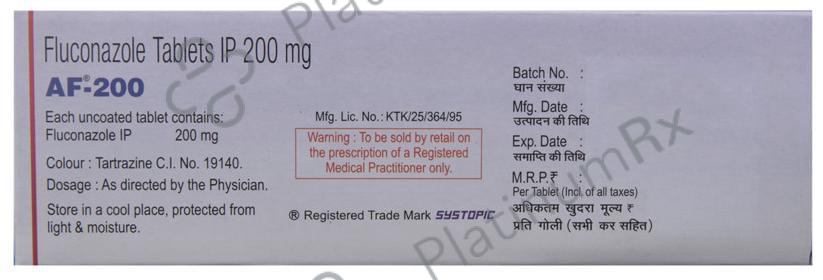 Fluconazole Tablets IP 200 mg
AF®-200
Each uncoated tablet contains:
Fluconazole IP 200 mg
Colour : Tartrazine C.I. No. 19140.
Dosage : As directed by the Physician.
Store in a cool place, protected from
light & moisture.
Mfg. Lic. No.: KTK/25/364/95
Warning : To be sold by retail on
the prescription of a Registered
Medical Practitioner only.
® Registered Trade Mark SYSTOPIC
Batch No. :
घान संख्या
Mfg. Date :
उत्पादन की तिथि
Exp. Date :
समाप्ति की तिथि
M.R.P.₹ :
Per Tablet (Incl. of all taxes)
अधिकतम खुदरा मूल्य ₹
प्रति गोली (सभी कर सहित)
PlatinumRx